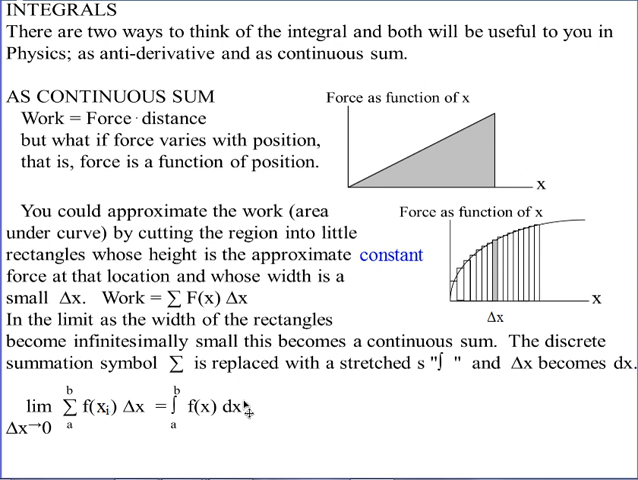 INTEGRALS
There are two ways to think of the integral and both will be useful to you in
Physics; as anti-derivative and as continuous sum.
AS CONTINUOUS SUM
Work = Force · distance
but what if force varies with position,
that is, force is a function of position.
Force as function of x
x
You could approximate the work (area
under curve) by cutting the region into little
rectangles whose height is the approximate constant
force at that location and whose width is a
small Δx. Work = ∑ F(x) Δx
Force as function of x
x
Δx
In the limit as the width of the rectangles
become infinitesimally small this becomes a continuous sum. The discrete
summation symbol ∑ is replaced with a stretched s "∫ " and Δx becomes dx.
b b
lim ∑ f(xᵢ) Δx = ∫ f(x) dx
Δx→0 a a